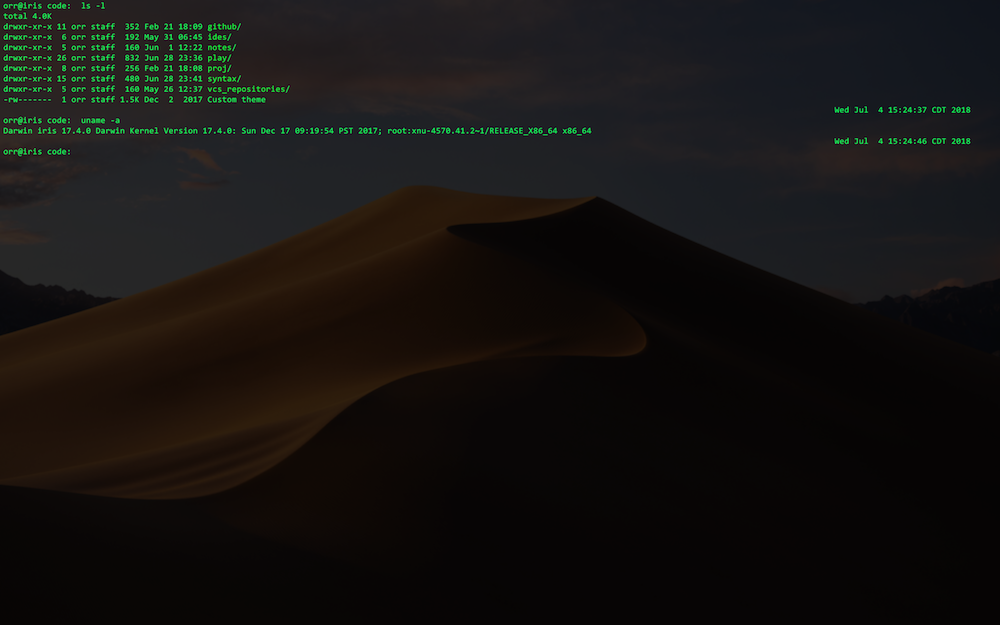 orr@iris code:  ls -l
total 4.0K
drwxr-xr-x 11 orr staff  352 Feb 21 18:09 github/
drwxr-xr-x  6 orr staff  192 May 31 06:45 ides/
drwxr-xr-x  5 orr staff  160 Jun  1 12:22 notes/
drwxr-xr-x 26 orr staff  832 Jun 28 23:36 play/
drwxr-xr-x  8 orr staff  256 Feb 21 18:08 proj/
drwxr-xr-x 15 orr staff  480 Jun 28 23:41 syntax/
drwxr-xr-x  5 orr staff  160 May 26 12:37 vcs_repositories/
-rw-------  1 orr staff 1.5K Dec  2  2017 Custom theme
Wed Jul  4 15:24:37 CDT 2018
orr@iris code:  uname -a
Darwin iris 17.4.0 Darwin Kernel Version 17.4.0: Sun Dec 17 09:19:54 PST 2017; root:xnu-4570.41.2~1/RELEASE_X86_64 x86_64
Wed Jul  4 15:24:46 CDT 2018
orr@iris code: